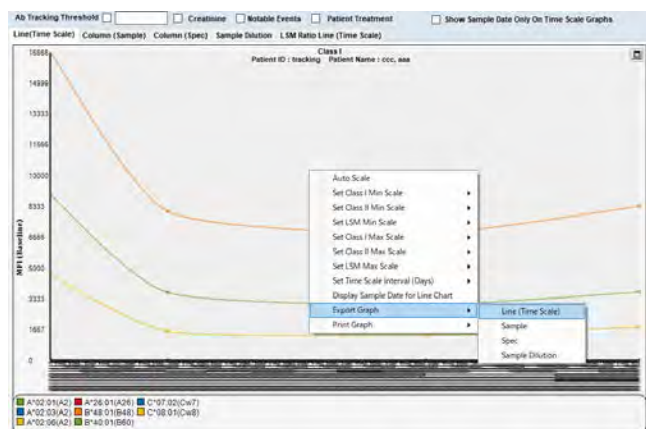 Ab Tracking Threshold Creatinine Notable Events Patient Treatment Show Sample Date Only On Time Scale Graphs
Line(Time Scale) Column (Sample) Column (Spec) Sample Dilution LSM Ratio Line (Time Scale)
Class I
Patient ID : tracking Patient Name : ccc, aaa
16666
14999
13333
11666
10000
8333
6666
5000
3333
1667
0
MFI (Baseline)
Auto Scale
Set Class I Min Scale
Set Class II Min Scale
Set LSM Min Scale
Set Class I Max Scale
Set Class II Max Scale
Set LSM Max Scale
Set Time Scale Interval (Days)
Display Sample Date for Line Chart
Export Graph
Print Graph
Line (Time Scale)
Sample
Spec
Sample Dilution
A*02:01(A2) A*26:01(A26) C*07:02(Cw7)
A*02:03(A2) B*48:01(B48) C*08:01(Cw8)
A*02:06(A2) B*40:01(B60)